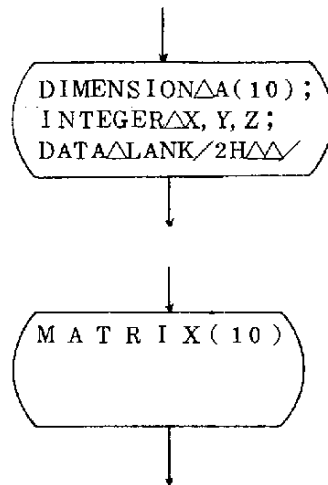 DIMENSION△A(10);
INTEGER△X,Y,Z;
DATA△LANK/2H△△/
MATRIX(10)